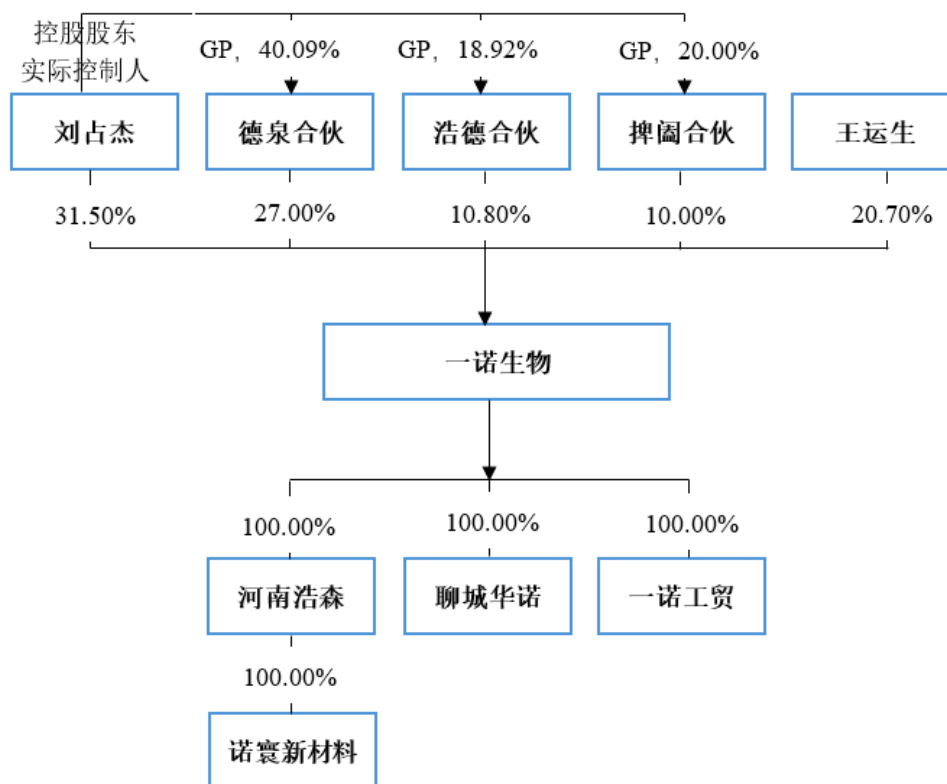 控股股东
实际控制人
GP，40.09%
GP，18.92%
GP，20.00%
刘占杰
德泉合伙
浩德合伙
捭阖合伙
王运生
31.50%
27.00%
10.80%
10.00%
20.70%
一诺生物
100.00%
100.00%
100.00%
河南浩森
聊城华诺
一诺工贸
100.00%
诺寰新材料